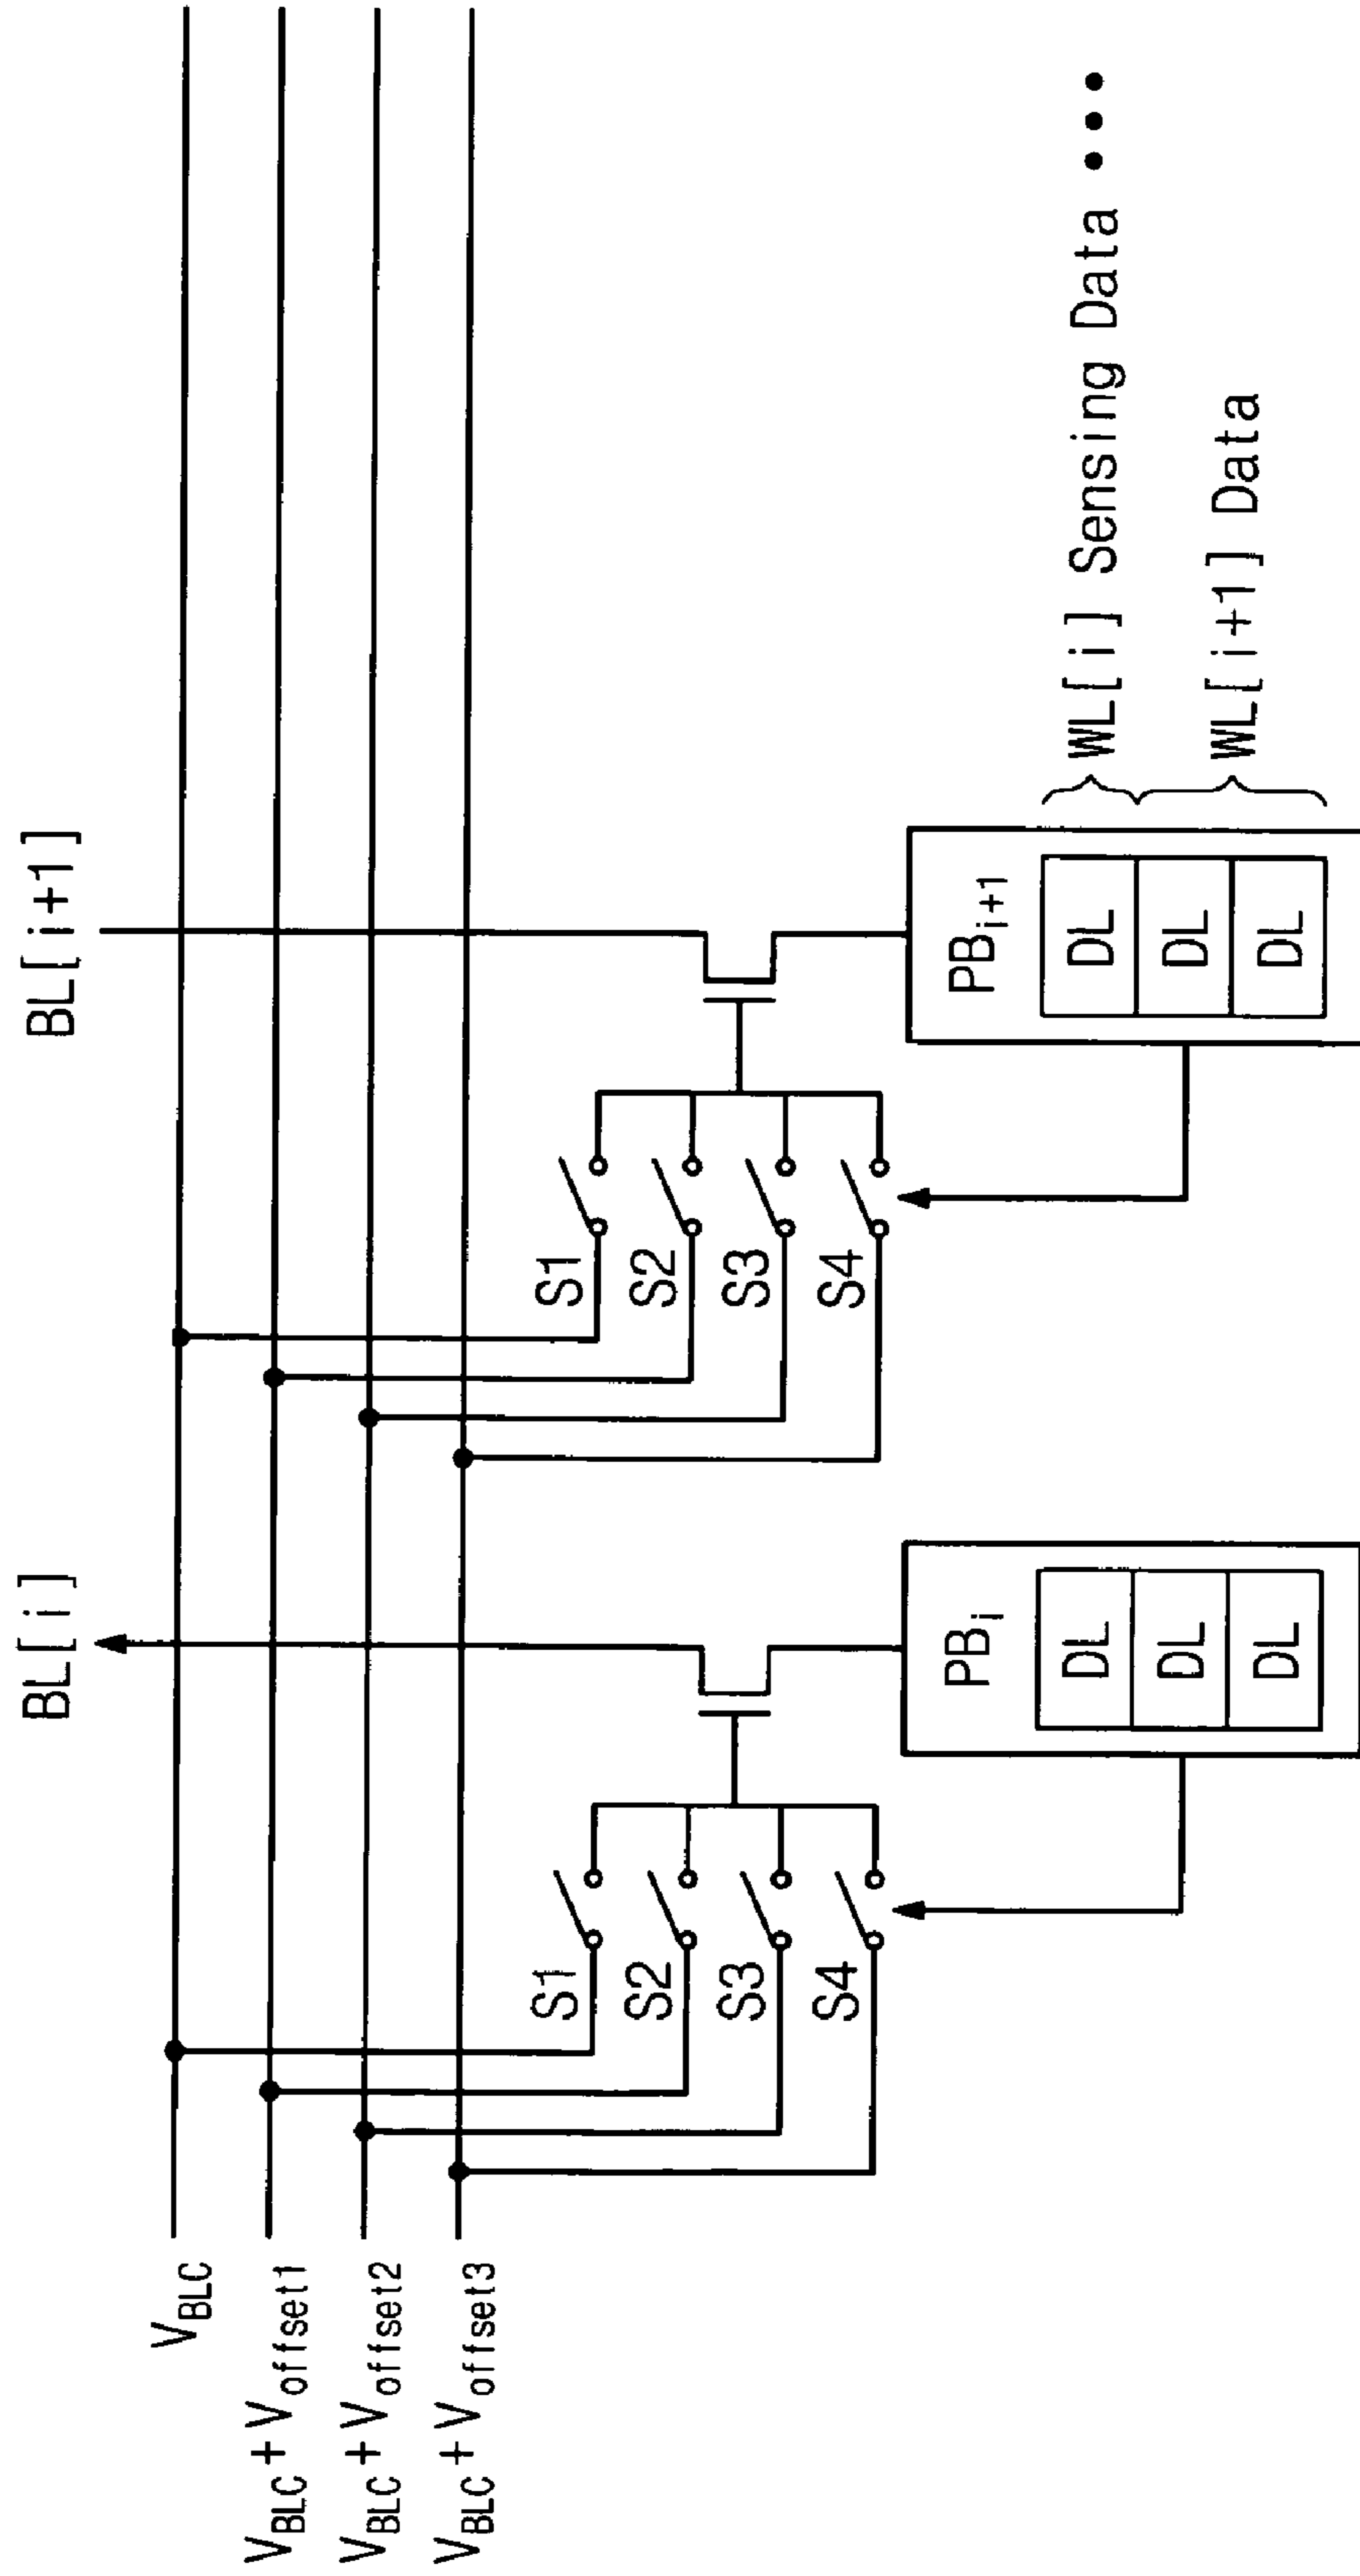 BL[i]
BL[i+1]
VBLC
VBLC+Voffset1
VBLC+Voffset2
VBLC+Voffset3
S1
S2
S3
S4
S1
S2
S3
S4
PBi
DL
DL
DL
PBi+1
DL
DL
DL
WL[i] Sensing Data
WL[i+1] Data